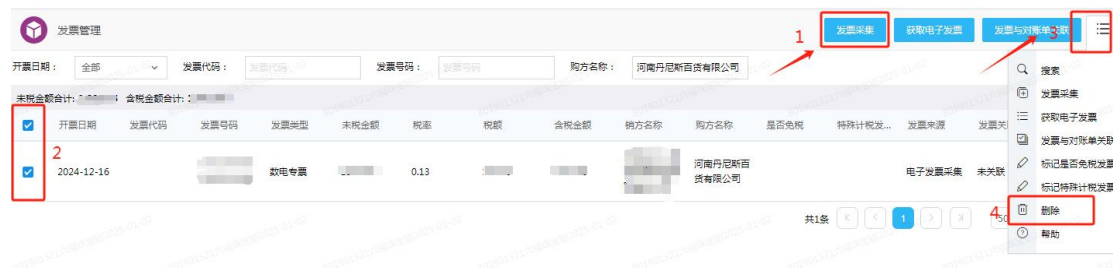 发票管理
1
发票采集
获取电子发票
发票与对账单关联
3
开票日期：
全部
发票代码：
发票代码
发票号码：
发票号码
购方名称：
河南丹尼斯百货有限公司
未税金额合计：
含税金额合计：
开票日期
发票代码
发票号码
发票类型
未税金额
税率
税额
含税金额
销方名称
购方名称
是否免税
特殊计税发...
发票来源
发票关
2
2024-12-16
数电专票
0.13
河南丹尼斯百
货有限公司
电子发票采集
未关联
共1条
1
50
搜索
发票采集
获取电子发票
发票与对账单关联
标记是否免税发票
标记特殊计税发票
4
删除
帮助